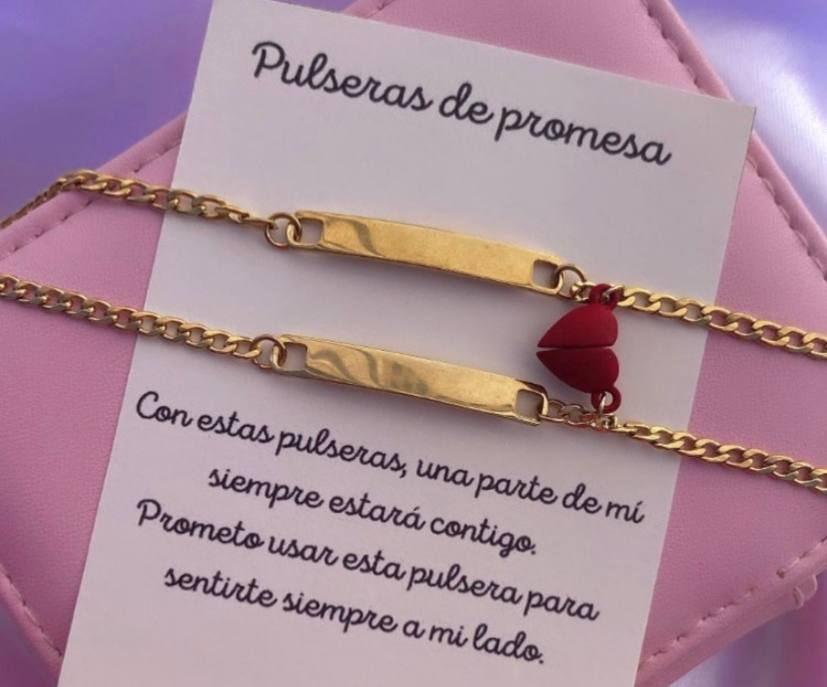 Pulseras de promesa
Con estas pulseras, una parte de mí
siempre estará contigo.
Prometo usar esta pulsera para
sentirte siempre a mi lado.